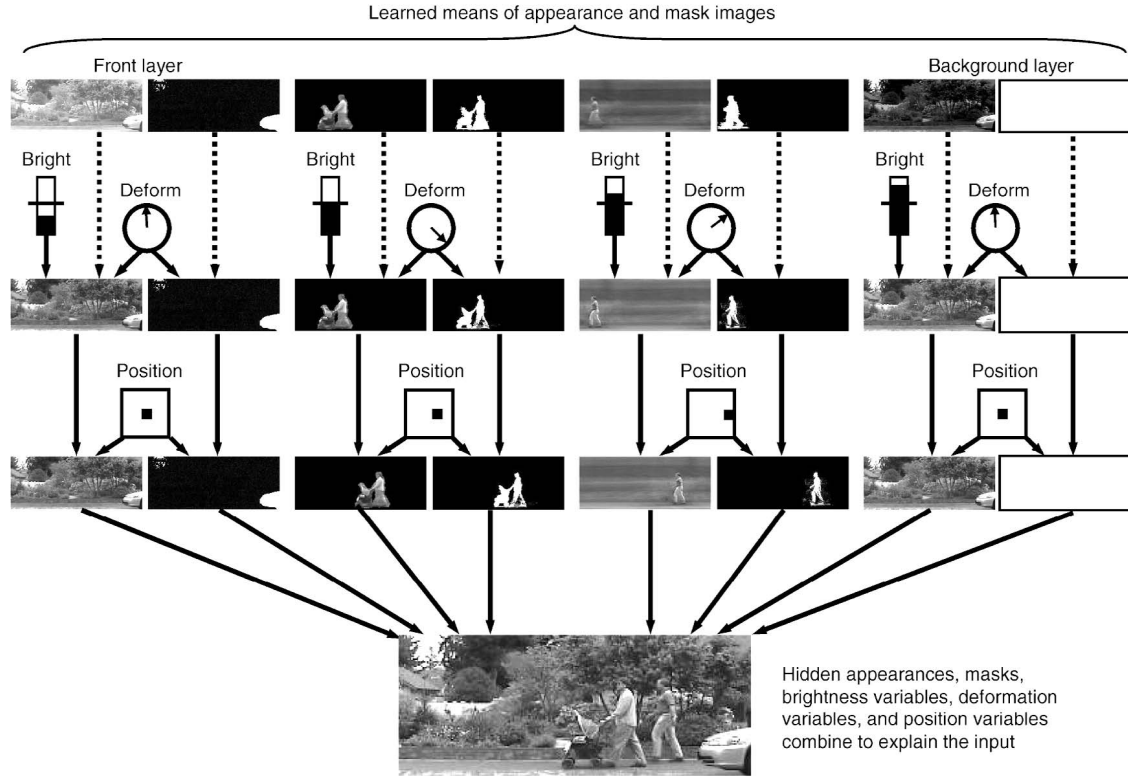 Learned means of appearance and mask images
Front layer
Background layer
Bright
Bright
Bright
Bright
Deform
Deform
Deform
Deform
Position
Position
Position
Position
Hidden appearances, masks,
brightness variables, deformation
variables, and position variables
combine to explain the input